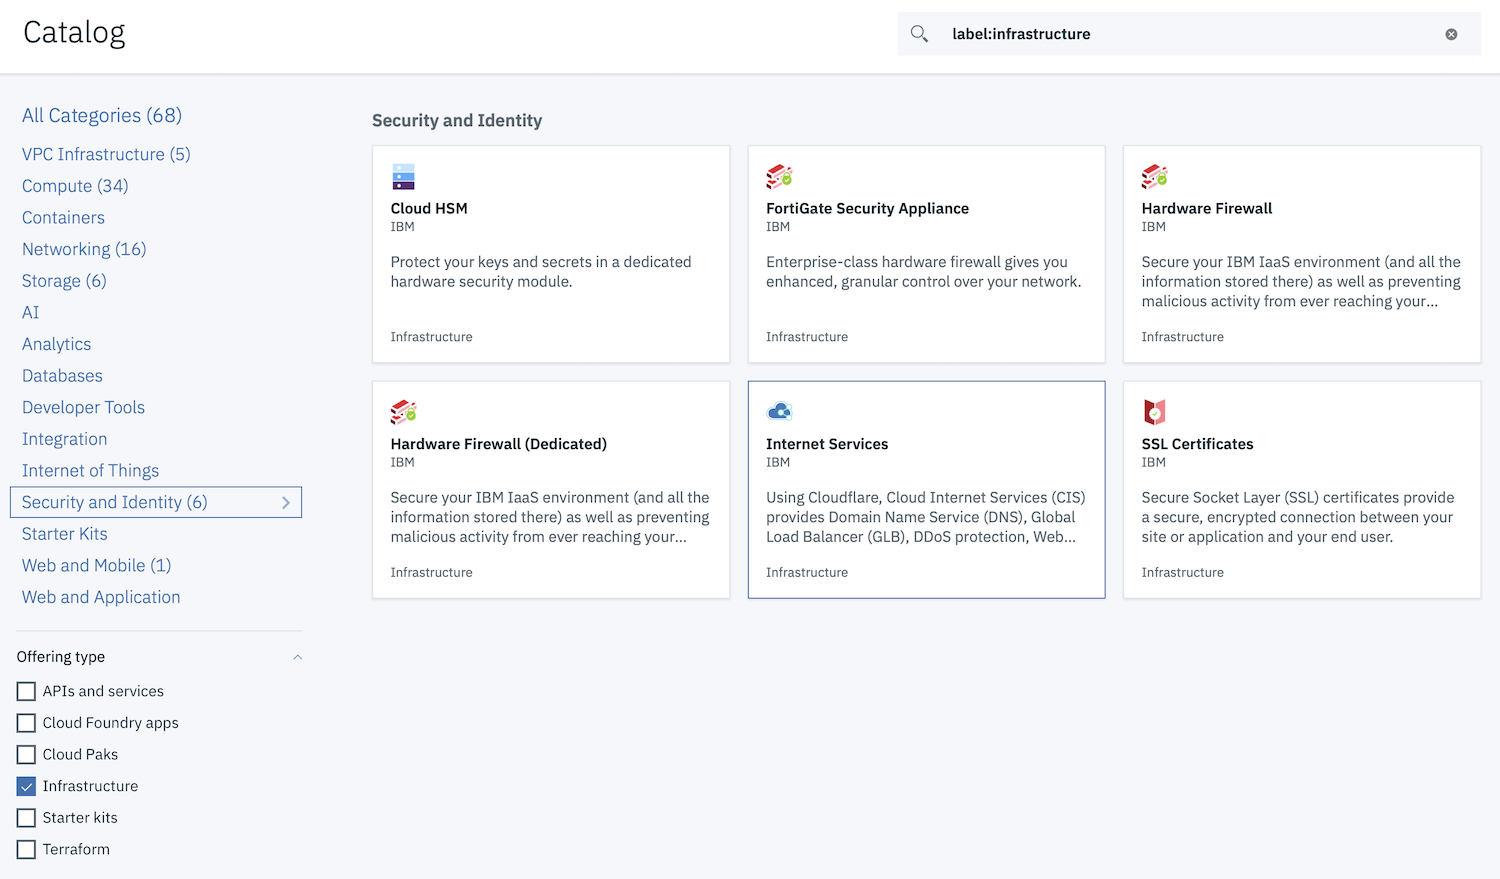 Catalog
label:infrastructure
All Categories (68)
VPC Infrastructure (5)
Compute (34)
Containers
Networking (16)
Storage (6)
AI
Analytics
Databases
Developer Tools
Integration
Internet of Things
Security and Identity (6)
Starter Kits
Web and Mobile (1)
Web and Application
Offering type
APIs and services
Cloud Foundry apps
Cloud Paks
Infrastructure
Starter kits
Terraform
Security and Identity
Cloud HSM
IBM
Protect your keys and secrets in a dedicated
hardware security module.
Infrastructure
FortiGate Security Appliance
IBM
Enterprise-class hardware firewall gives you
enhanced, granular control over your network.
Infrastructure
Hardware Firewall
IBM
Secure your IBM IaaS environment (and all the
information stored there) as well as preventing
malicious activity from ever reaching your...
Infrastructure
Hardware Firewall (Dedicated)
IBM
Secure your IBM IaaS environment (and all the
information stored there) as well as preventing
malicious activity from ever reaching your...
Infrastructure
Internet Services
IBM
Using Cloudflare, Cloud Internet Services (CIS)
provides Domain Name Service (DNS), Global
Load Balancer (GLB), DDoS protection, Web...
Infrastructure
SSL Certificates
IBM
Secure Socket Layer (SSL) certificates provide
a secure, encrypted connection between your
site or application and your end user.
Infrastructure